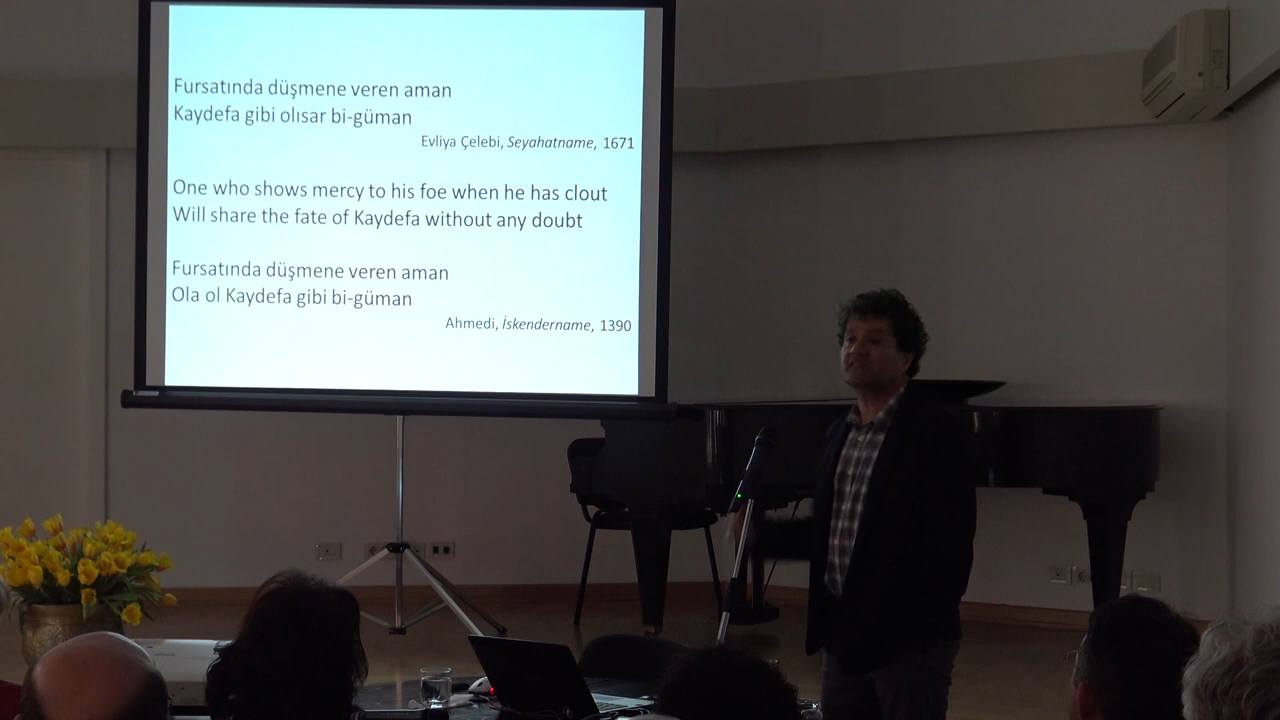 Fursatında düşmene veren aman
Kaydefa gibi olısar bi-güman
Evliya Çelebi, Seyahatname, 1671
One who shows mercy to his foe when he has clout
Will share the fate of Kaydefa without any doubt
Fursatında düşmene veren aman
Ola ol Kaydefa gibi bi-güman
Ahmedi, İskendername, 1390